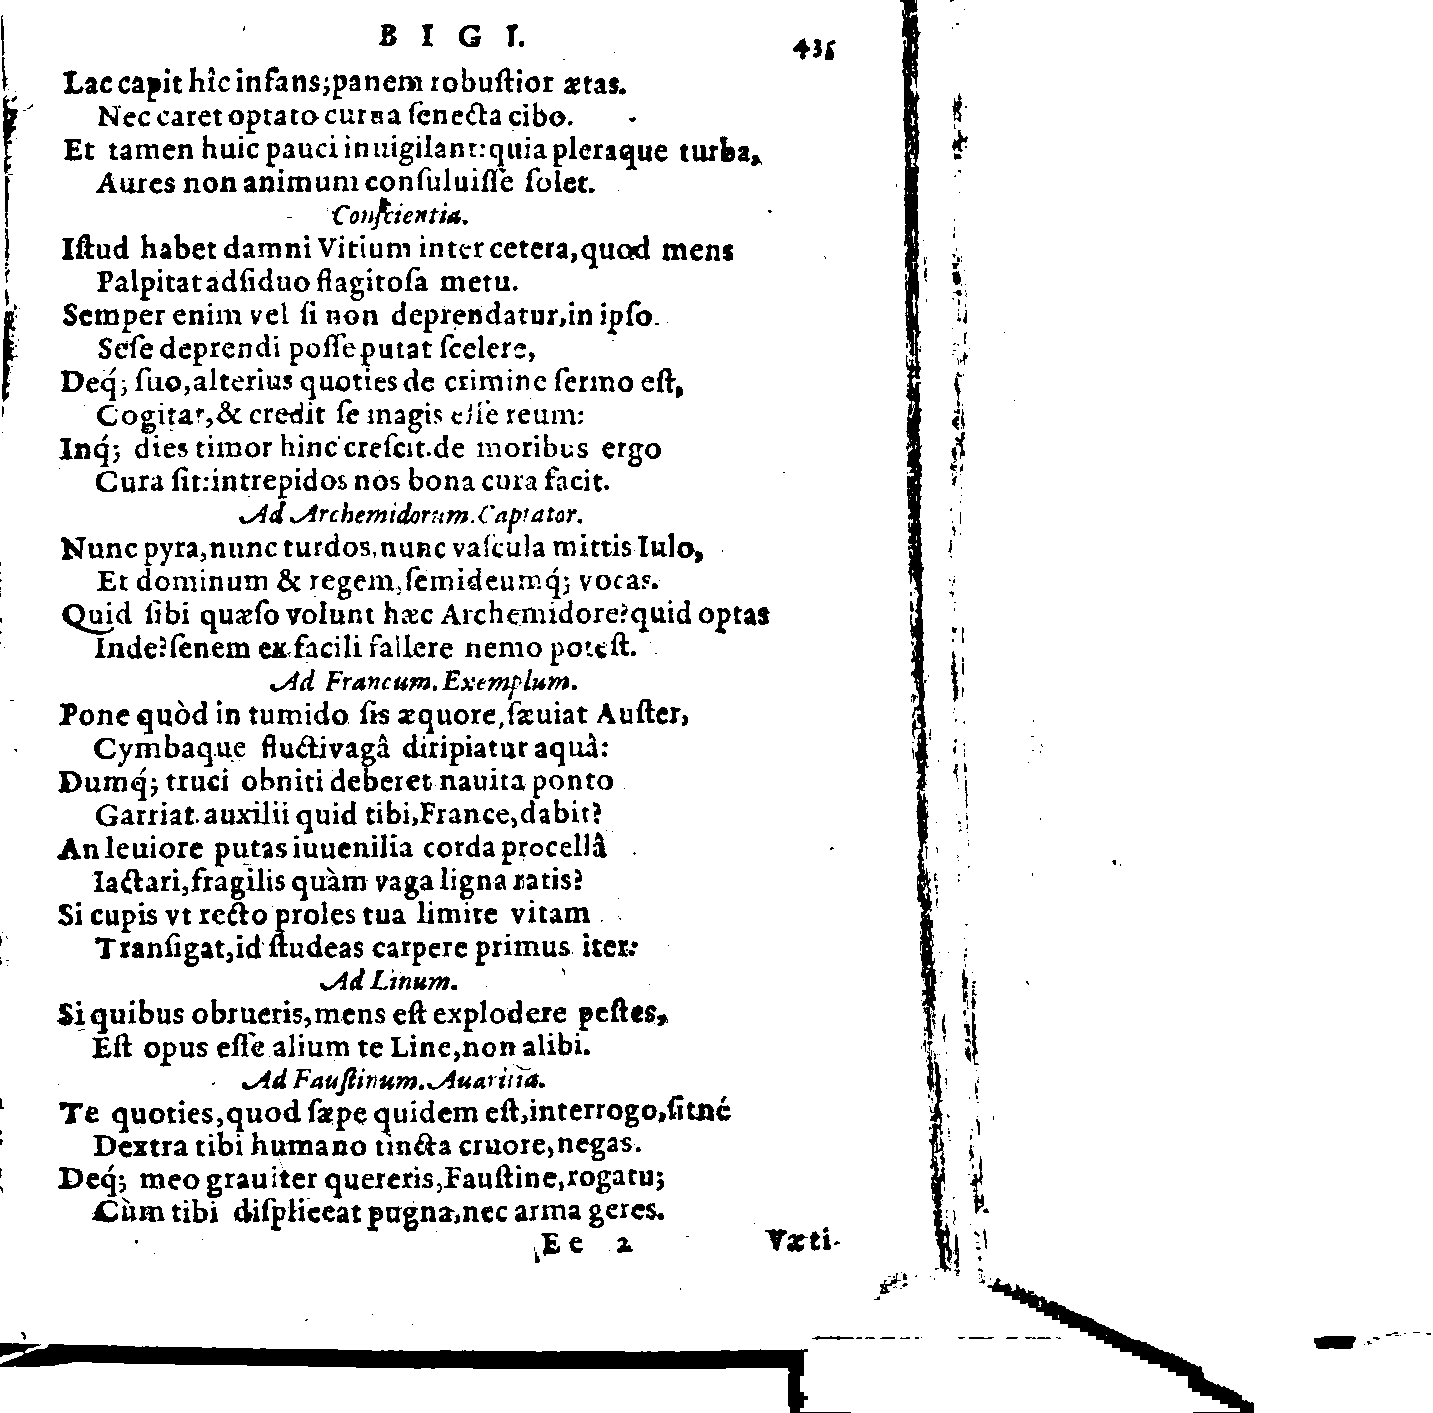 BIGI.
435
Lac capit hîc infans;panem robuſtior ætas.
Nec caret optato curua ſenecta cibo.
Et tamen huic pauci inuigilant:quia pleraque turba,
Aures non animum conſuluiſſe ſolet.
Conſcientia.
Iſtud habet damni Vitium inter cetera,quod mens
Palpitat adſiduo flagitoſa metu.
Semper enim vel ſi non deprendatur,in ipſo
Seſe deprendi poſſe putat ſcelere,
Deq́; ſuo,alterius quoties de crimine ſermo eſt,
Cogitat,& credit ſe magis eſſe reum:
Inq́; dies timor hinc creſcit.de moribus ergo
Cura ſit:intrepidos nos bona cura facit.
Ad Archemidorum.Captator.
Nunc pyra,nunc turdos,nunc vaſcula mittis Iulo,
Et dominum & regem,ſemideumq́; vocas.
Quid ſibi quæſo volunt hæc Archemidore?quid optas
Inde?ſenem ex facili fallere nemo poteſt.
Ad Francum.Exemplum.
Pone quòd in tumido ſis æquore,ſæuiat Auſter,
Cymbaque fluctivagâ diripiatur aquâ:
Dumq́; truci obniti deberet nauita ponto
Garriat.auxilii quid tibi,France,dabit?
An leuiore putas iuuenilia corda procellâ
Iactari,fragilis quàm vaga ligna ratis?
Si cupis vt recto proles tua limite vitam
Tranſigat,id ſtudeas carpere primus iter.
Ad Linum.
Si quibus obrueris,mens eſt explodere peſtes,
Eſt opus eſſe alium te Line,non alibi.
Ad Fauſtinum.Auaritia.
Te quoties,quod ſæpe quidem eſt,interrogo,ſitné
Dextra tibi humano tincta cruore,negas.
Deq́; meo grauiter quereris,Fauſtine,rogatu;
Cùm tibi diſpliceat pugna,nec arma geres.
Ee 2
Væti-